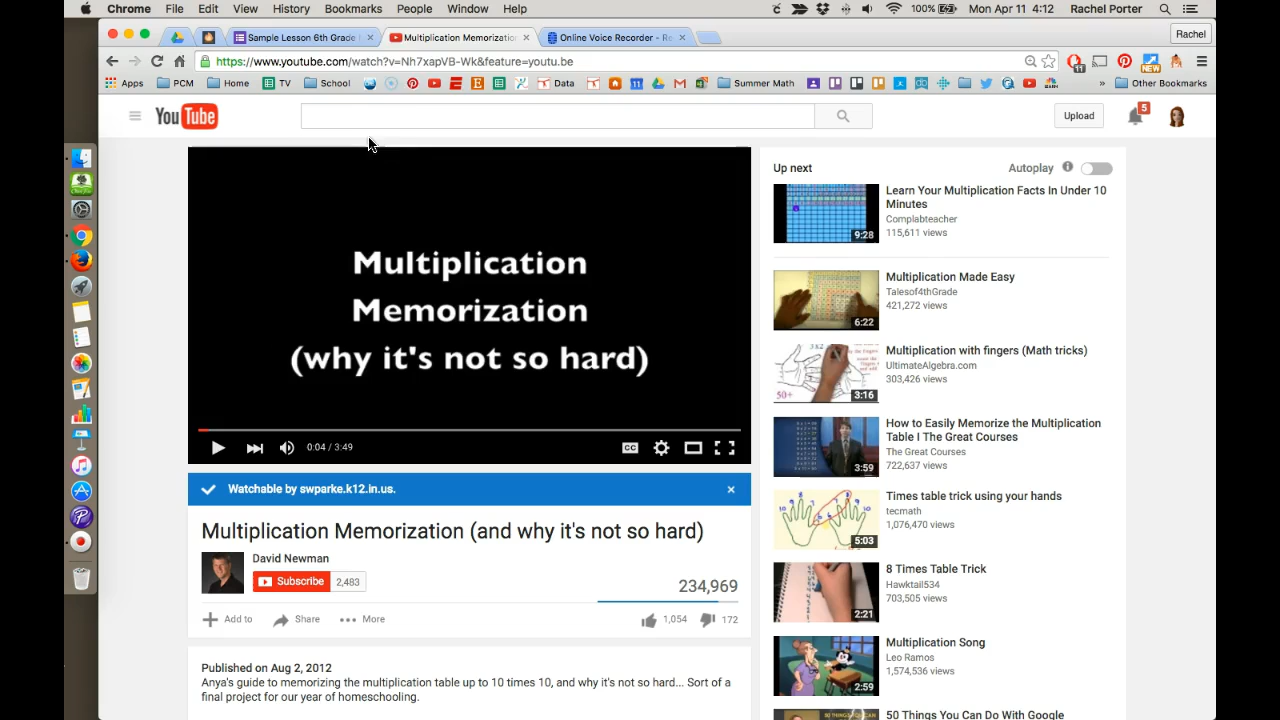 Chrome File Edit View History Bookmarks People Window Help 100% Mon Apr 11 4:12 Rachel Porter
Sample Lesson 6th Grade Multiplication Memorizatio Online Voice Recorder - Re Rachel
https://www.youtube.com/watch?v=Nh7xapVB-Wk&feature=youtu.be
Apps PCM Home TV School Data Summer Math Other Bookmarks
YouTube Upload 5
Multiplication
Memorization
(why it's not so hard)
0:04 / 3:49 CC
Watchable by swparke.k12.in.us.
Multiplication Memorization (and why it's not so hard)
David Newman
Subscribe 2,483
234,969
Add to Share More 1,054 172
Published on Aug 2, 2012
Anyone's guide to memorizing the multiplication table up to 10 times 10, and why it's not so hard... Sort of a
final project for our year of homeschooling.
Up next Autoplay
Learn Your Multiplication Facts In Under 10
Minutes
Complabteacher
115,611 views
9:28
Multiplication Made Easy
Talesof4thGrade
421,272 views
6:22
Multiplication with fingers (Math tricks)
UltimateAlgebra.com
303,426 views
3:16
How to Easily Memorize the Multiplication
Table I The Great Courses
The Great Courses
722,637 views
3:59
Times table trick using your hands
tecmath
1,076,470 views
5:03
8 Times Table Trick
Hawktail534
703,505 views
2:21
Multiplication Song
Leo Ramos
1,574,536 views
2:59
50 Things You Can Do With Google